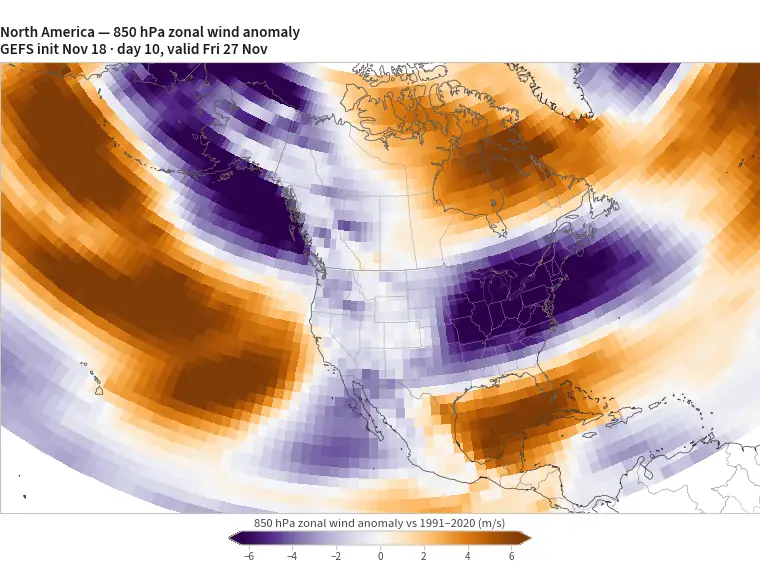 North America — 850 hPa zonal wind anomaly
GEFS init Nov 18 · day 10, valid Fri 27 Nov
850 hPa zonal wind anomaly vs 1991–2020 (m/s)
−6 −4 −2 0 2 4 6